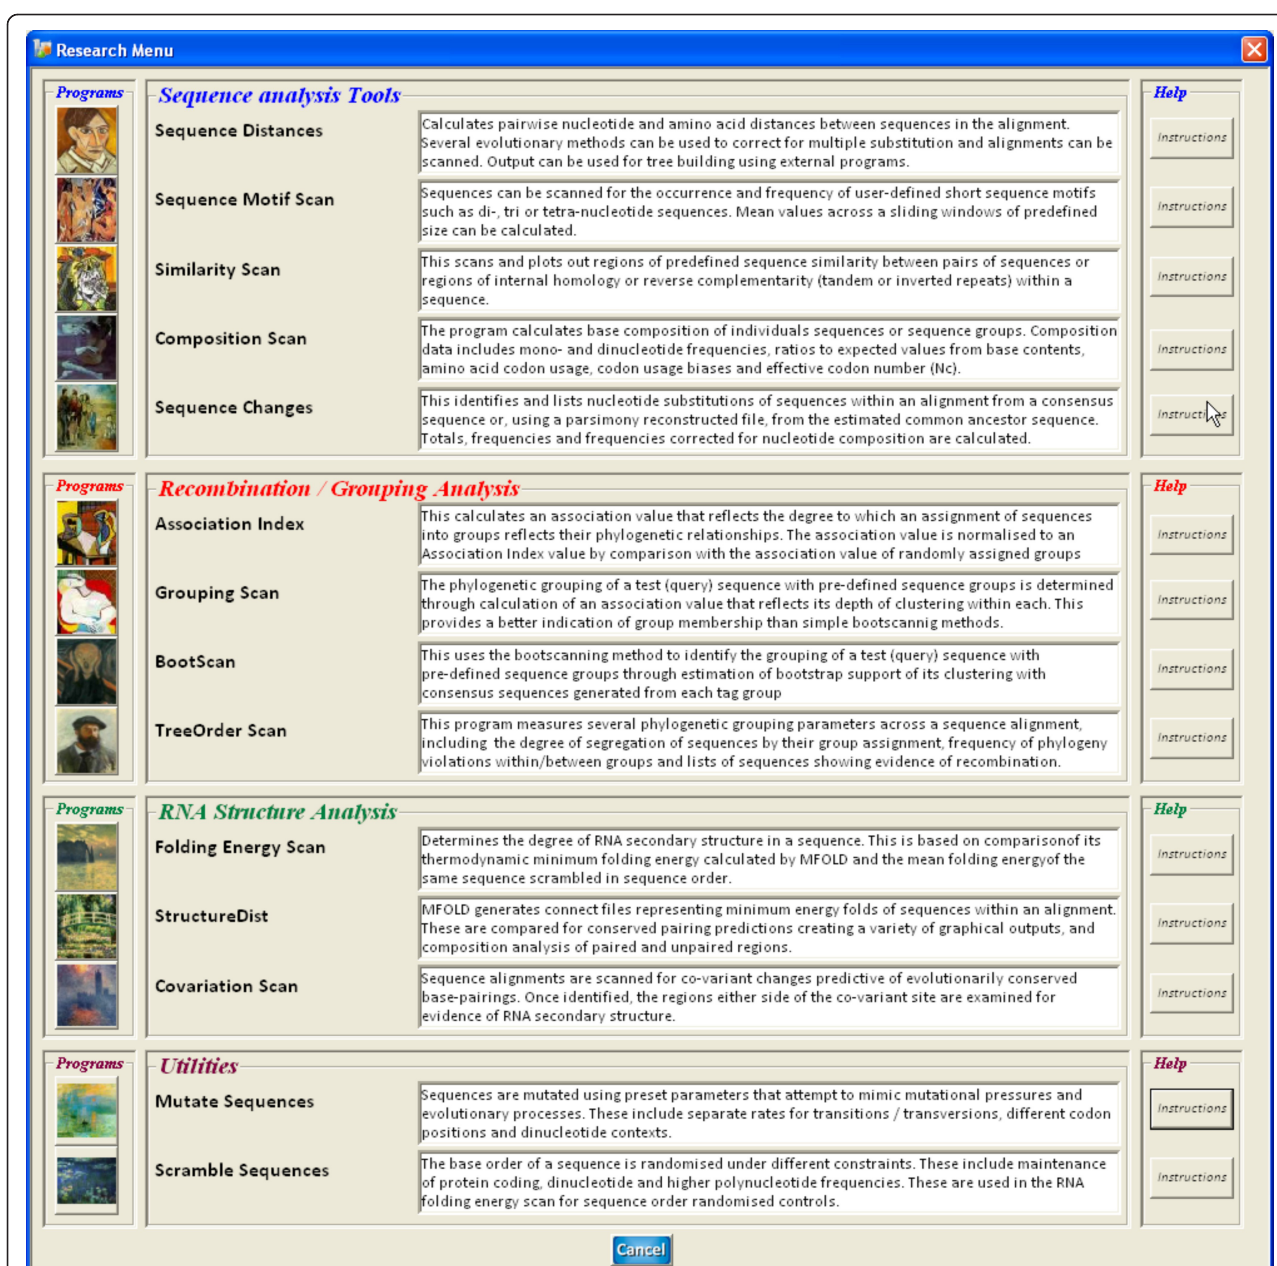 Research Menu
Programs
Sequence analysis Tools
Help
Sequence Distances
Calculates pairwise nucleotide and amino acid distances between sequences in the alignment.
Several evolutionary methods can be used to correct for multiple substitution and alignments can be
scanned. Output can be used for tree building using external programs.
Instructions
Sequence Motif Scan
Sequences can be scanned for the occurrence and frequency of user-defined short sequence motifs
such as di-, tri or tetra-nucleotide sequences. Mean values across a sliding windows of predefined
size can be calculated.
Instructions
Similarity Scan
This scans and plots out regions of predefined sequence similarity between pairs of sequences or
regions of internal homology or reverse complementarity (tandem or inverted repeats) within a
sequence.
Instructions
Composition Scan
The program calculates base composition of individuals sequences or sequence groups. Composition
data includes mono- and dinucleotide frequencies, ratios to expected values from base contents,
amino acid codon usage, codon usage biases and effective codon number (Nc).
Instructions
Sequence Changes
This identifies and lists nucleotide substitutions of sequences within an alignment from a consensus
sequence or, using a parsimony reconstructed file, from the estimated common ancestor sequence.
Totals, frequencies and frequencies corrected for nucleotide composition are calculated.
Instructions
Programs
Recombination / Grouping Analysis
Help
Association Index
This calculates an association value that reflects the degree to which an assignment of sequences
into groups reflects their phylogenetic relationships. The association value is normalised to an
Association Index value by comparison with the association value of randomly assigned groups
Instructions
Grouping Scan
The phylogenetic grouping of a test (query) sequence with pre-defined sequence groups is determined
through calculation of an association value that reflects its depth of clustering within each. This
provides a better indication of group membership than simple bootscannig methods.
Instructions
BootScan
This uses the bootscanning method to identify the grouping of a test (query) sequence with
pre-defined sequence groups through estimation of bootstrap support of its clustering with
consensus sequences generated from each tag group
Instructions
TreeOrder Scan
This program measures several phylogenetic grouping parameters across a sequence alignment,
including the degree of segregation of sequences by their group assignment, frequency of phylogeny
violations within/between groups and lists of sequences showing evidence of recombination.
Instructions
Programs
RNA Structure Analysis
Help
Folding Energy Scan
Determines the degree of RNA secondary structure in a sequence. This is based on comparisonof its
thermodynamic minimum folding energy calculated by MFOLD and the mean folding energyof the
same sequence scrambled in sequence order.
Instructions
StructureDist
MFOLD generates connect files representing minimum energy folds of sequences within an alignment.
These are compared for conserved pairing predictions creating a variety of graphical outputs, and
composition analysis of paired and unpaired regions.
Instructions
Covariation Scan
Sequence alignments are scanned for co-variant changes predictive of evolutionarily conserved
base-pairings. Once identified, the regions either side of the co-variant site are examined for
evidence of RNA secondary structure.
Instructions
Programs
Utilities
Help
Mutate Sequences
Sequences are mutated using preset parameters that attempt to mimic mutational pressures and
evolutionary processes. These include separate rates for transitions / transversions, different codon
positions and dinucleotide contexts.
Instructions
Scramble Sequences
The base order of a sequence is randomised under different constraints. These include maintenance
of protein coding, dinucleotide and higher polynucleotide frequencies. These are used in the RNA
folding energy scan for sequence order randomised controls.
Instructions
Cancel